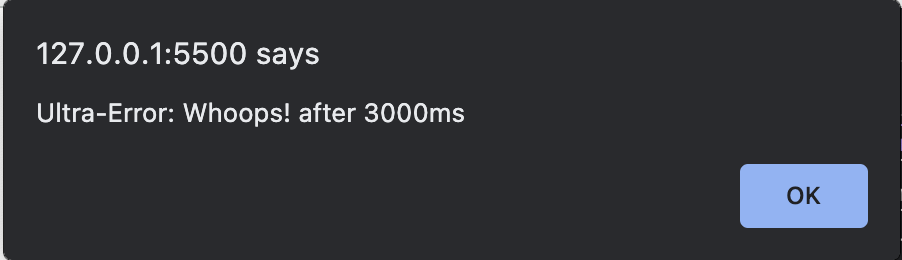 127.0.0.1:5500 says
Ultra-Error: Whoops! after 3000ms
OK